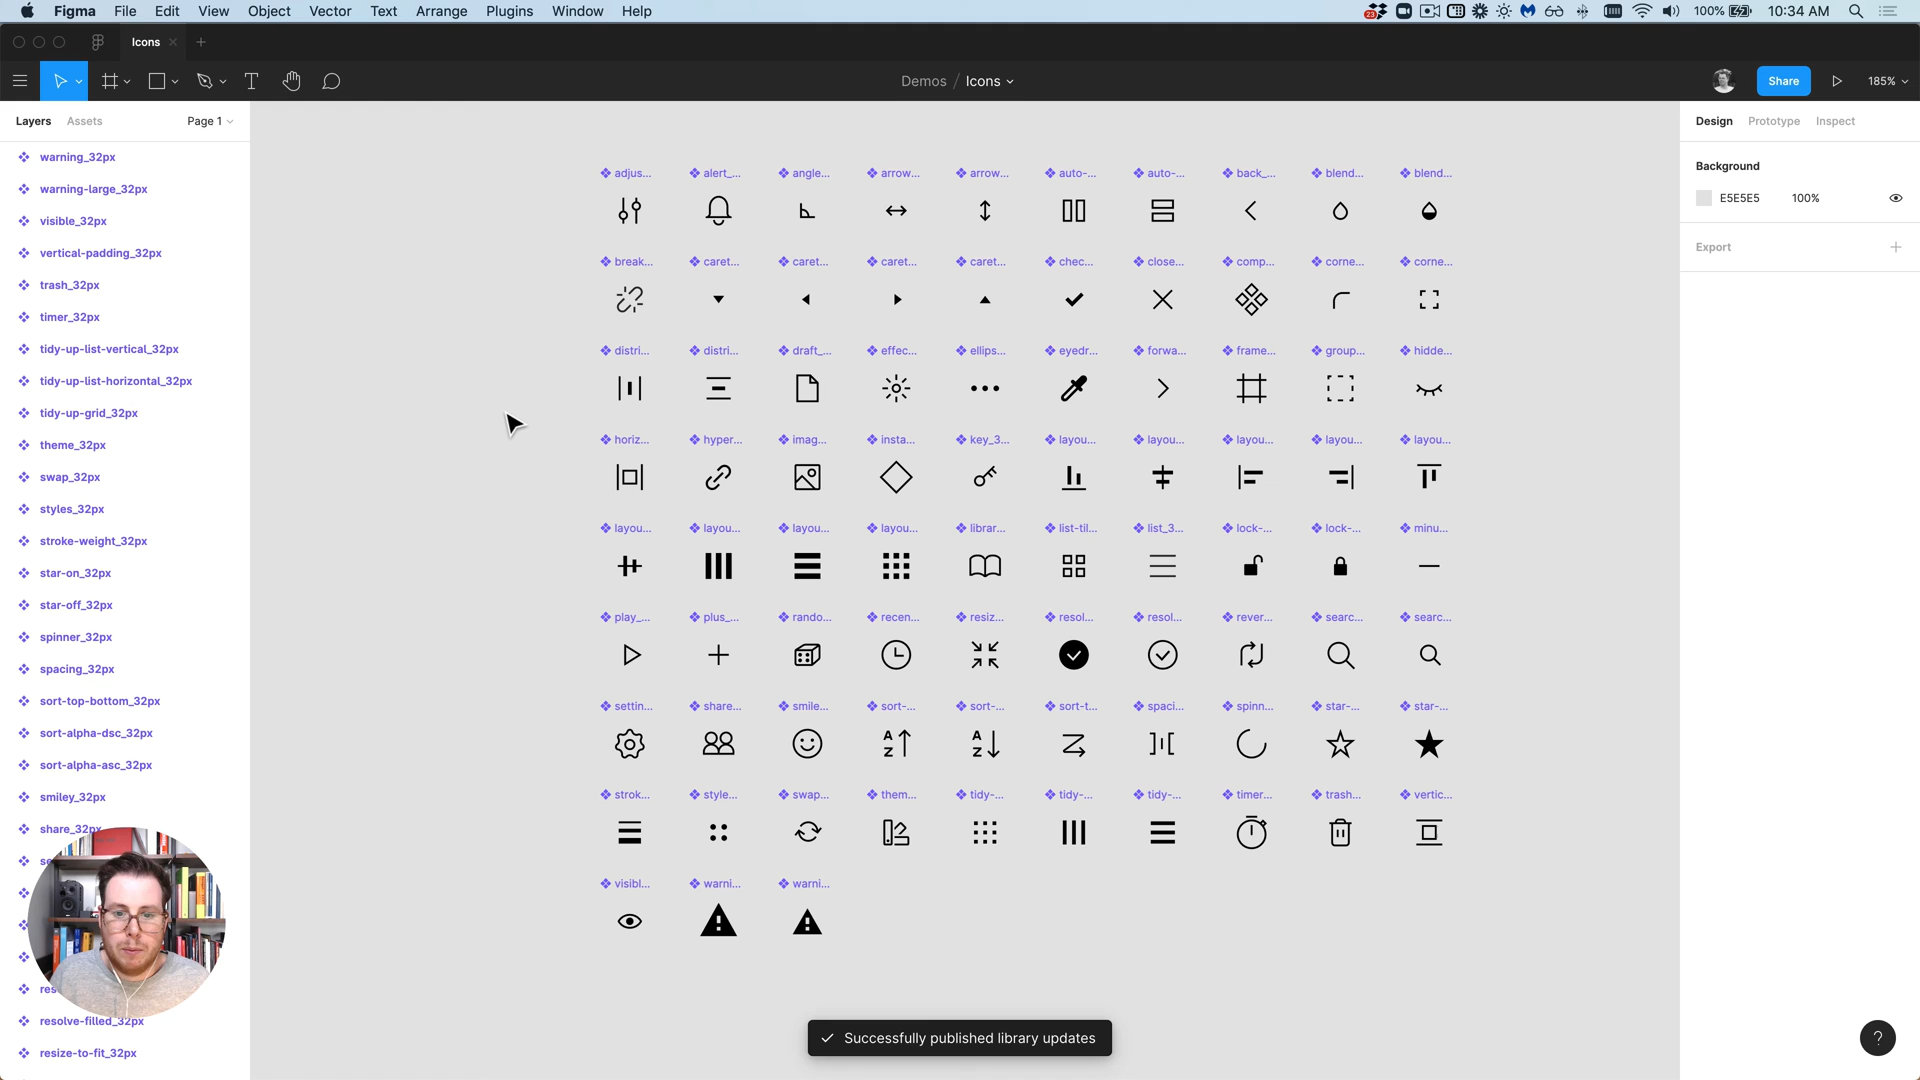 Figma File Edit View Object Vector Text Arrange Plugins Window Help
23 100% 10:34 AM
Icons
Demos / Icons
Share
185%
Layers Assets Page 1
warning_32px
warning-large_32px
visible_32px
vertical-padding_32px
trash_32px
timer_32px
tidy-up-list-vertical_32px
tidy-up-list-horizontal_32px
tidy-up-grid_32px
theme_32px
swap_32px
styles_32px
stroke-weight_32px
star-on_32px
star-off_32px
spinner_32px
spacing_32px
sort-top-bottom_32px
sort-alpha-dsc_32px
sort-alpha-asc_32px
smiley_32px
share_32px
se
res
resolve-filled_32px
resize-to-fit_32px
adjus... alert_... angle... arrow... arrow... auto-... auto-... back_... blend... blend...
break... caret... caret... caret... caret... chec... close... comp... corne... corne...
distri... distri... draft_... effec... ellips... eyedr... forwa... frame... group... hidde...
horiz... hyper... imag... insta... key_3... layou... layou... layou... layou... layou...
layou... layou... layou... layou... librar... list-til... list_3... lock-... lock-... minu...
play_... plus_... rando... recen... resiz... resol... resol... rever... searc... searc...
settin... share... smile... sort-... sort-... sort-t... spaci... spinn... star-... star-...
A Z A Z
strok... style... swap... them... tidy-... tidy-... tidy-... timer... trash... vertic...
visibl... warni... warni...
Successfully published library updates
Design Prototype Inspect
Background
E5E5E5 100%
Export
?